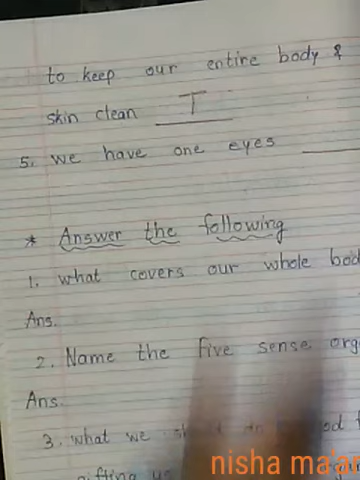 to keep our entire body &
skin clean T
5. we have one eyes
* Answer the following
1. what covers our whole
Ans.
2. Name the five sense
Ans.
3. what we
nisha ma'am